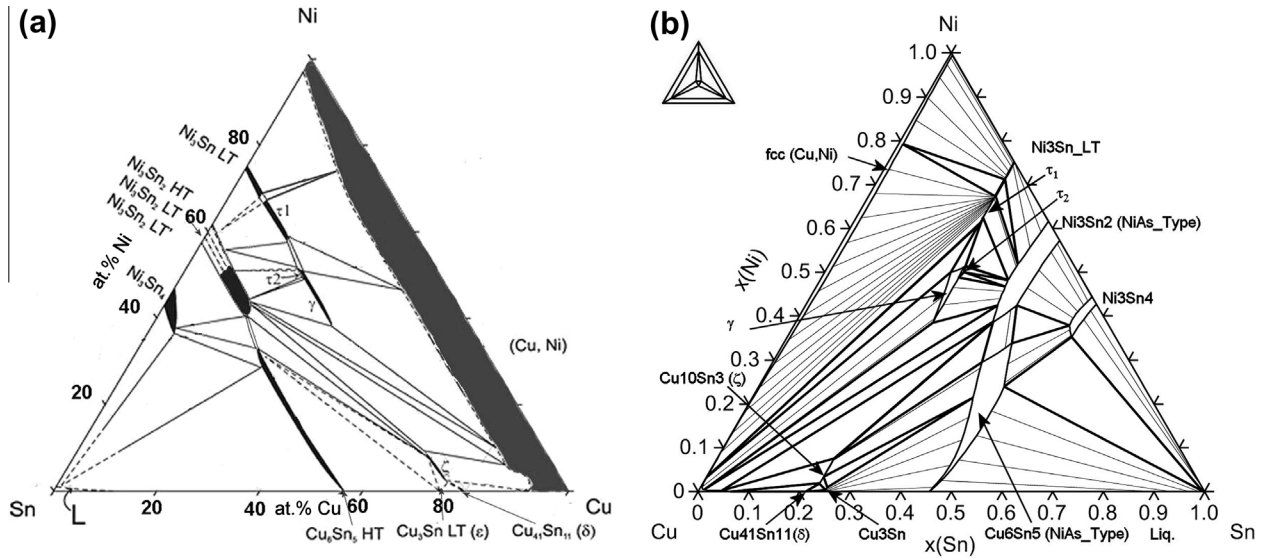 (a)
Ni
80
60
40
20
at.% Ni
Ni₃Sn LT
Ni₃Sn₂ HT
Ni₃Sn₂ LT
Ni₃Sn₂ LT'
Ni₃Sn₄
τ1
τ2
γ
(Cu, Ni)
ζ
Sn
L
20
40
at.% Cu
60
80
Cu
Cu₆Sn₅ HT
Cu₃Sn LT (ε)
Cu₄₁Sn₁₁ (δ)
(b)
Ni
1.0
0.9
0.8
0.7
0.6
0.5
0.4
0.3
0.2
0.1
0
x(Ni)
fcc (Cu,Ni)
Ni3Sn_LT
τ₁
τ₂
Ni3Sn2 (NiAs_Type)
Ni3Sn4
γ
Cu10Sn3 (ζ)
0 0.1 0.2 0.3 0.4 0.5 0.6 0.7 0.8 0.9 1.0
Cu
Sn
Cu41Sn11(δ)
Cu3Sn
x(Sn)
Cu6Sn5 (NiAs_Type)
Liq.